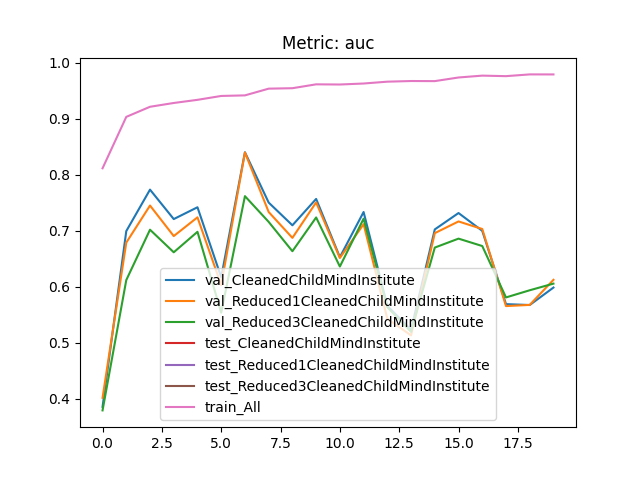 Metric: auc
1.0
0.9
0.8
0.7
0.6
0.5
0.4
val_CleanedChildMindInstitute
val_Reduced1CleanedChildMindInstitute
val_Reduced3CleanedChildMindInstitute
test_CleanedChildMindInstitute
test_Reduced1CleanedChildMindInstitute
test_Reduced3CleanedChildMindInstitute
train_All
0.0 2.5 5.0 7.5 10.0 12.5 15.0 17.5